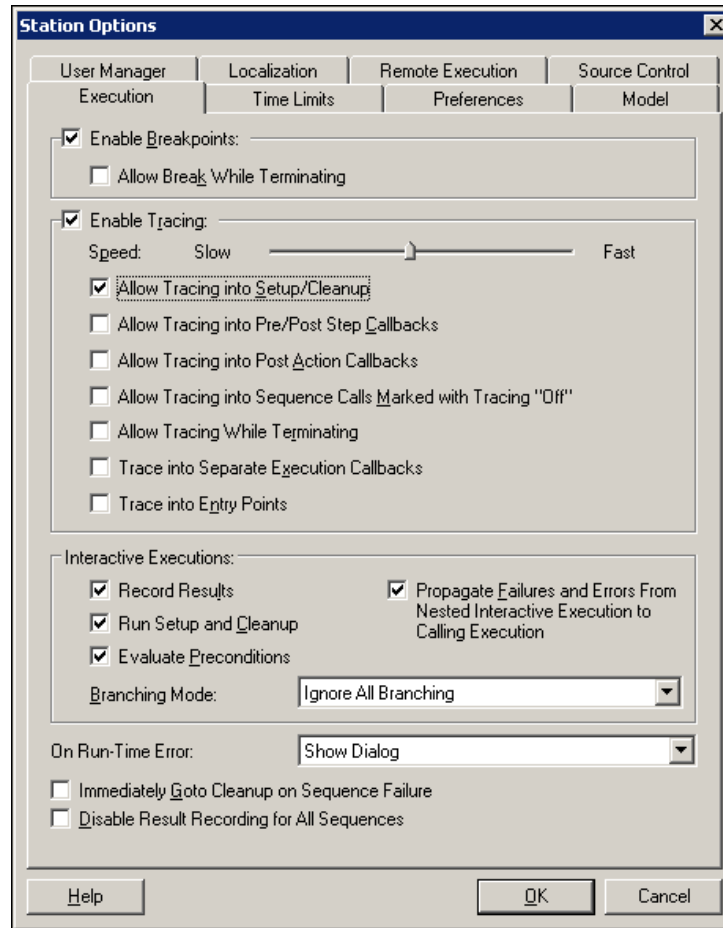 Station Options
User Manager Localization Remote Execution Source Control
Execution Time Limits Preferences Model
Enable Breakpoints:
Allow Break While Terminating
Enable Tracing:
Speed: Slow Fast
Allow Tracing into Setup/Cleanup
Allow Tracing into Pre/Post Step Callbacks
Allow Tracing into Post Action Callbacks
Allow Tracing into Sequence Calls Marked with Tracing "Off"
Allow Tracing While Terminating
Trace into Separate Execution Callbacks
Trace into Entry Points
Interactive Executions:
Record Results
Run Setup and Cleanup
Evaluate Preconditions
Propagate Failures and Errors From
Nested Interactive Execution to
Calling Execution
Branching Mode: Ignore All Branching
On Run-Time Error: Show Dialog
Immediately Goto Cleanup on Sequence Failure
Disable Result Recording for All Sequences
Help OK Cancel